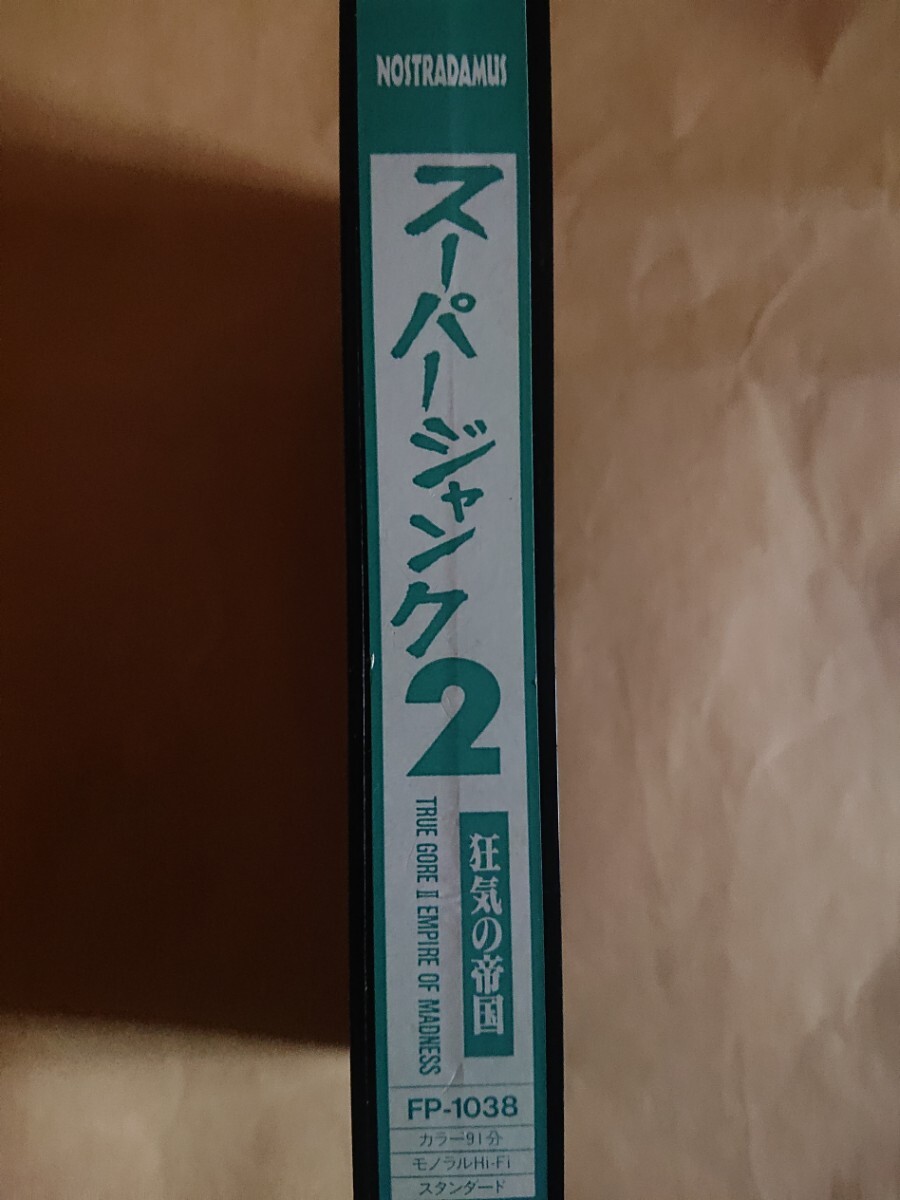 NOSTRADAMUS
スーパージャンク2
狂気の帝国
TRUE GORE II EMPIRE OF MADNESS
FP-1038
カラー91分
モノラルHi-Fi
スタンダード